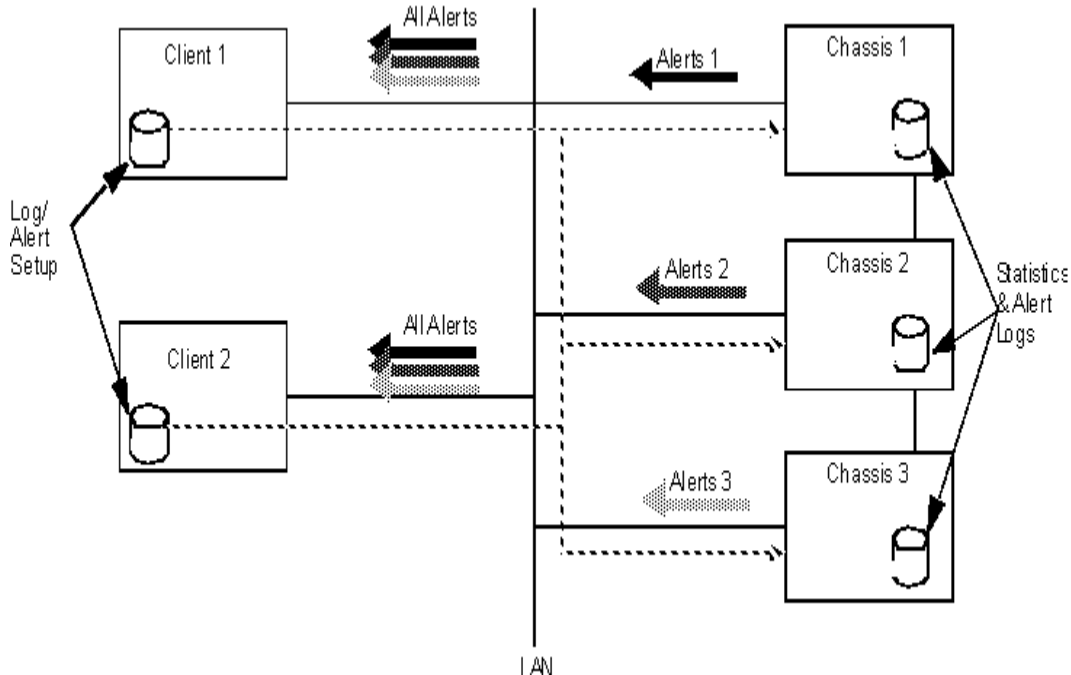 All Alerts
Client 1
Alerts 1
Chassis 1
Log/
Alert
Setup
Alerts 2
Chassis 2
Statistics
& Alert
Logs
All Alerts
Client 2
Alerts 3
Chassis 3
LAN